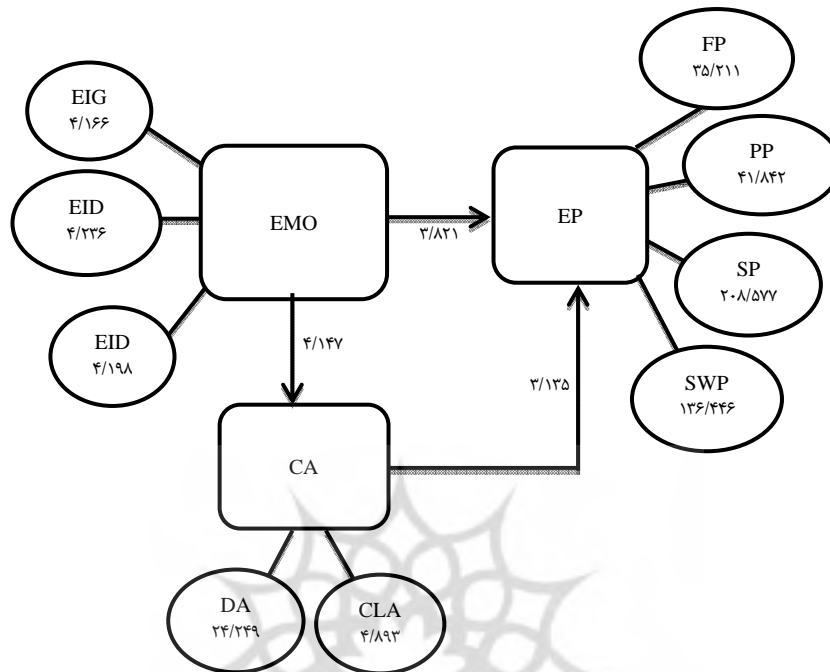 FP
۳۵/۲۱۱
EIG
۴/۱۶۶
PP
۴۱/۸۴۲
EID
۴/۲۳۶
EMO
۳/۸۲۱
EP
SP
۲۰۸/۵۷۷
EID
۴/۱۹۸
۴/۱۴۷
۳/۱۳۵
SWP
۱۳۶/۴۴۶
CA
DA
۲۴/۲۴۹
CLA
۴/۸۹۳